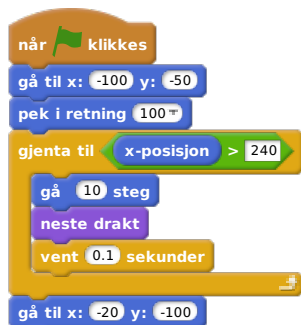 når klikkes
gå til x: -100 y: -50
pek i retning 100
gjenta til x-posisjon > 240
gå 10 steg
neste drakt
vent 0.1 sekunder
gå til x: -20 y: -100